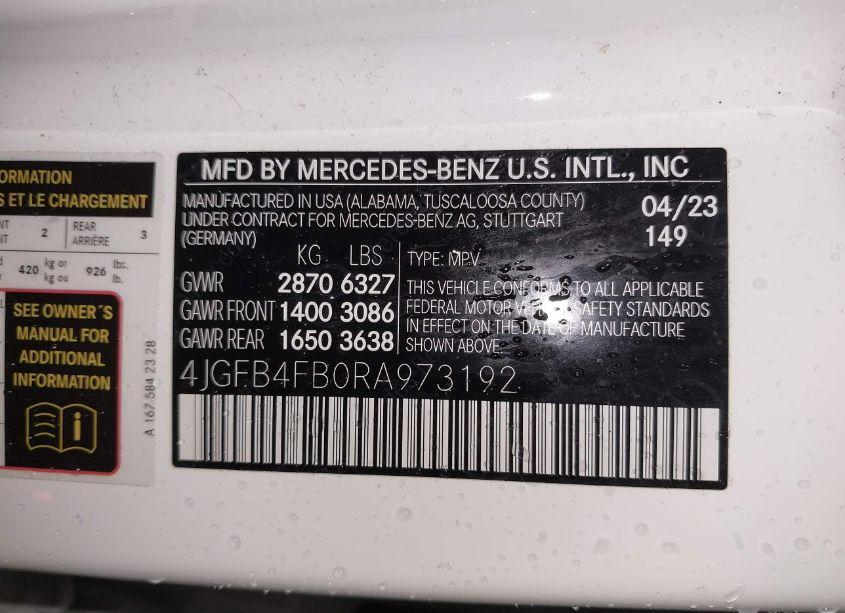 ORMATION
S ET LE CHARGEMENT
NT
NT
2
REAR
ARRIÈRE
3
420 kg or
kg ou
926 lbs.
lb.
SEE OWNER´S
MANUAL FOR
ADDITIONAL
INFORMATION
A 167 584 23 28
MFD BY MERCEDES-BENZ U.S. INTL., INC
MANUFACTURED IN USA (ALABAMA, TUSCALOOSA COUNTY)
UNDER CONTRACT FOR MERCEDES-BENZ AG, STUTTGART
(GERMANY)
04/23
149
KG LBS
GVWR 2870 6327
GAWR FRONT 1400 3086
GAWR REAR 1650 3638
TYPE: MPV
THIS VEHICLE CONFORMS TO ALL APPLICABLE
FEDERAL MOTOR VEHICLE SAFETY STANDARDS
IN EFFECT ON THE DATE OF MANUFACTURE
SHOWN ABOVE.
4JGFB4FB0RA973192